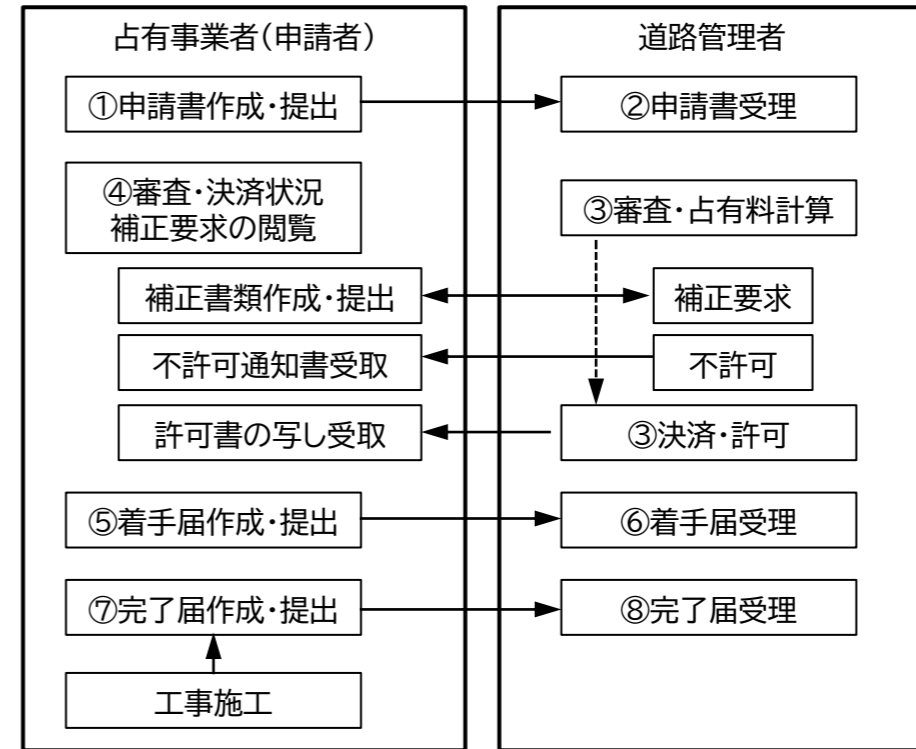 占有事業者(申請者)
道路管理者
①申請書作成・提出
②申請書受理
④審査・決済状況
補正要求の閲覧
③審査・占有料計算
補正書類作成・提出
補正要求
不許可通知書受取
不許可
許可書の写し受取
③決済・許可
⑤着手届作成・提出
⑥着手届受理
⑦完了届作成・提出
⑧完了届受理
工事施工